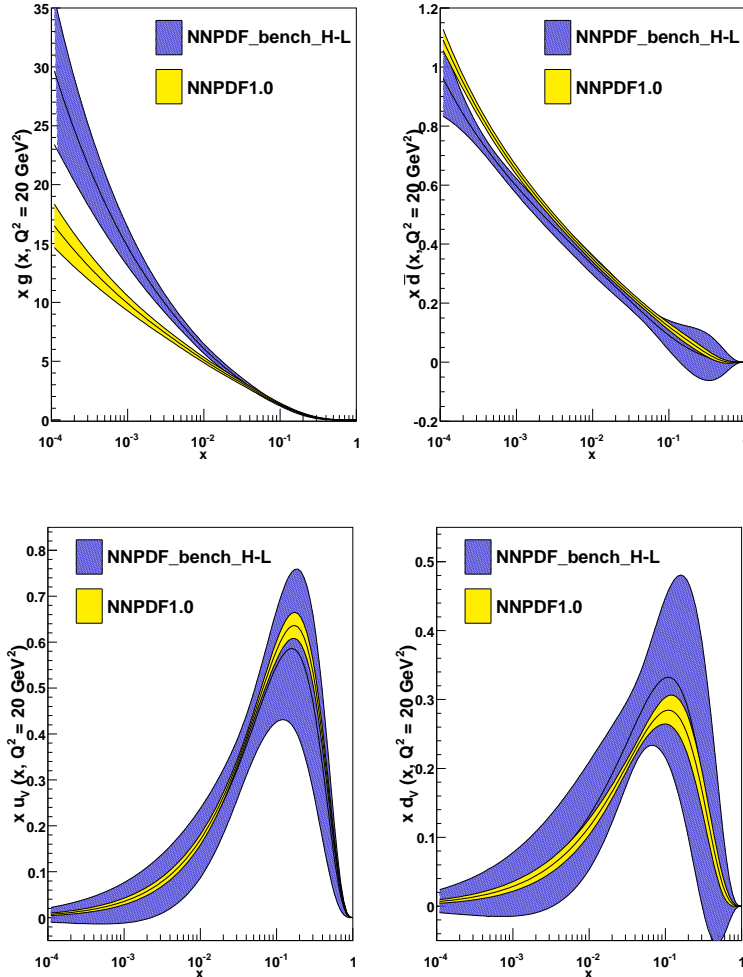 x g (x, Q² = 20 GeV²)
35
30
25
20
15
10
5
0
NNPDF_bench_H-L
NNPDF1.0
10⁻⁴ 10⁻³ 10⁻² 10⁻¹ 1
x
x d̄ (x, Q² = 20 GeV²)
1.2
1
0.8
0.6
0.4
0.2
0
-0.2
NNPDF_bench_H-L
NNPDF1.0
10⁻⁴ 10⁻³ 10⁻² 10⁻¹ 1
x
x u_V (x, Q² = 20 GeV²)
0.8
0.7
0.6
0.5
0.4
0.3
0.2
0.1
0
NNPDF_bench_H-L
NNPDF1.0
10⁻⁴ 10⁻³ 10⁻² 10⁻¹ 1
x
x d_V (x, Q² = 20 GeV²)
0.5
0.4
0.3
0.2
0.1
0
NNPDF_bench_H-L
NNPDF1.0
10⁻⁴ 10⁻³ 10⁻² 10⁻¹ 1
x